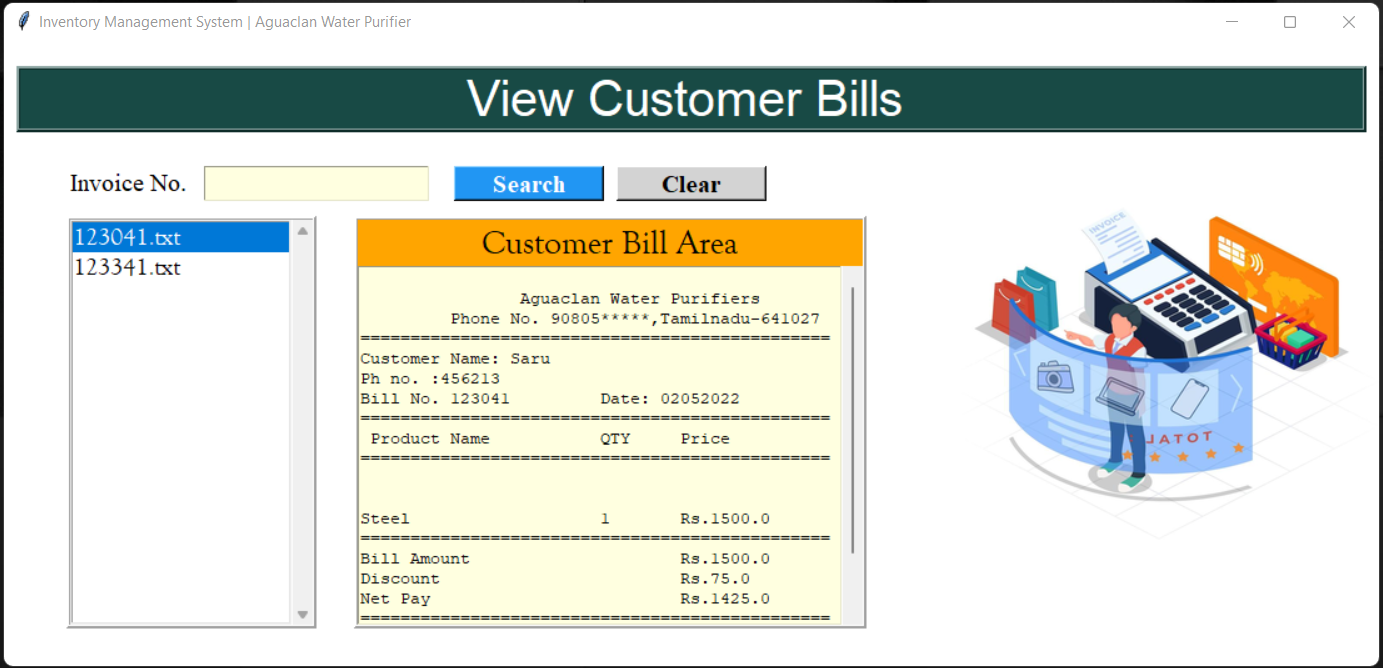 Inventory Management System | Aguaclan Water Purifier
View Customer Bills
Invoice No.
Search
Clear
123041.txt
123341.txt
Customer Bill Area
Aguaclan Water Purifiers
Phone No. 90805*****,Tamilnadu-641027
===============================================
Customer Name: Saru
Ph no. :456213
Bill No. 123041 Date: 02052022
===============================================
Product Name QTY Price
===============================================
Steel 1 Rs.1500.0
===============================================
Bill Amount Rs.1500.0
Discount Rs.75.0
Net Pay Rs.1425.0
===============================================
INVOICE